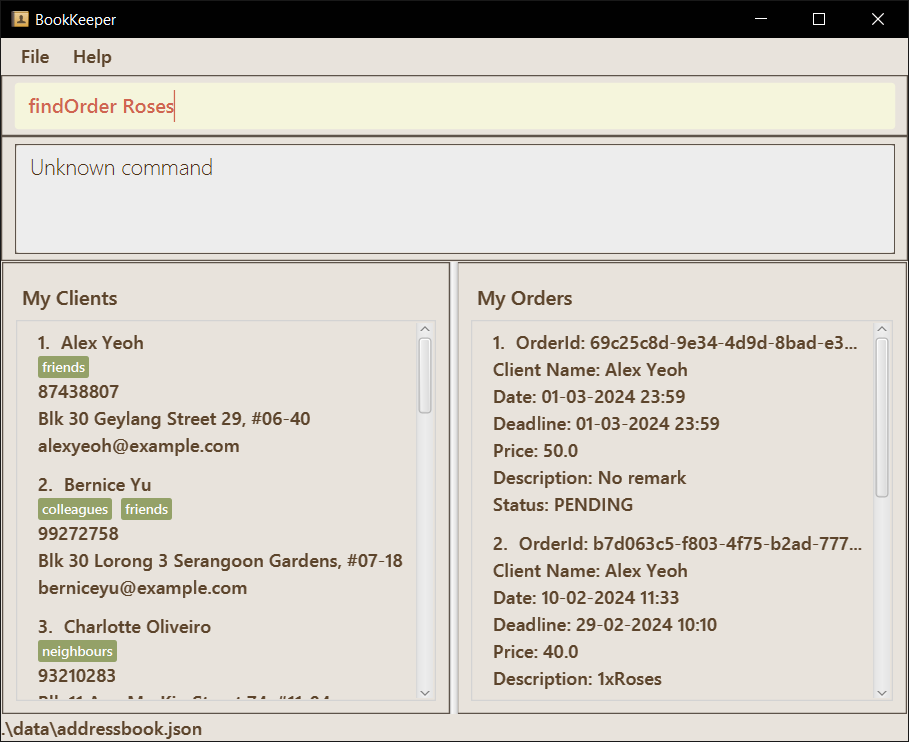 BookKeeper
File Help
findOrder Roses
Unknown command
My Clients
1. Alex Yeoh
friends
87438807
Blk 30 Geylang Street 29, #06-40
alexyeoh@example.com
2. Bernice Yu
colleagues friends
99272758
Blk 30 Lorong 3 Serangoon Gardens, #07-18
berniceyu@example.com
3. Charlotte Oliveiro
neighbours
93210283
My Orders
1. OrderId: 69c25c8d-9e34-4d9d-8bad-e3...
Client Name: Alex Yeoh
Date: 01-03-2024 23:59
Deadline: 01-03-2024 23:59
Price: 50.0
Description: No remark
Status: PENDING
2. OrderId: b7d063c5-f803-4f75-b2ad-777...
Client Name: Alex Yeoh
Date: 10-02-2024 11:33
Deadline: 29-02-2024 10:10
Price: 40.0
Description: 1xRoses
.\data\addressbook.json